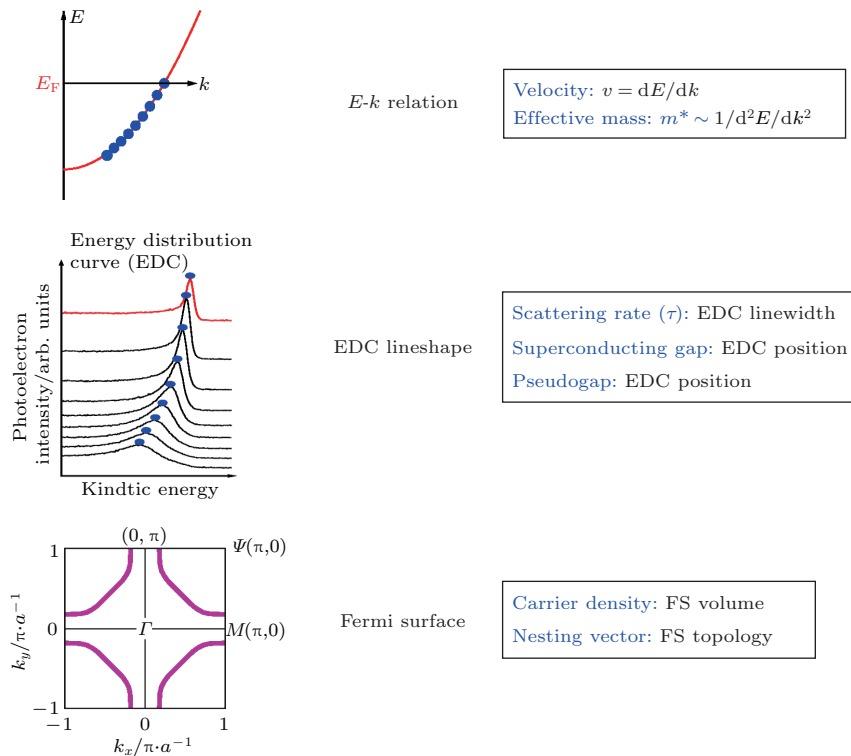 E
E_F
k
E-k relation
Velocity: v = dE/dk
Effective mass: m* ∼ 1/d²E/dk²
Energy distribution
curve (EDC)
Photoelectron
intensity/arb. units
Kindtic energy
EDC lineshape
Scattering rate (τ): EDC linewidth
Superconducting gap: EDC position
Pseudogap: EDC position
(0, π)
1
Ψ(π,0)
0
Γ
M(π,0)
−1
−1
0
1
k_y/π·a⁻¹
k_x/π·a⁻¹
Fermi surface
Carrier density: FS volume
Nesting vector: FS topology